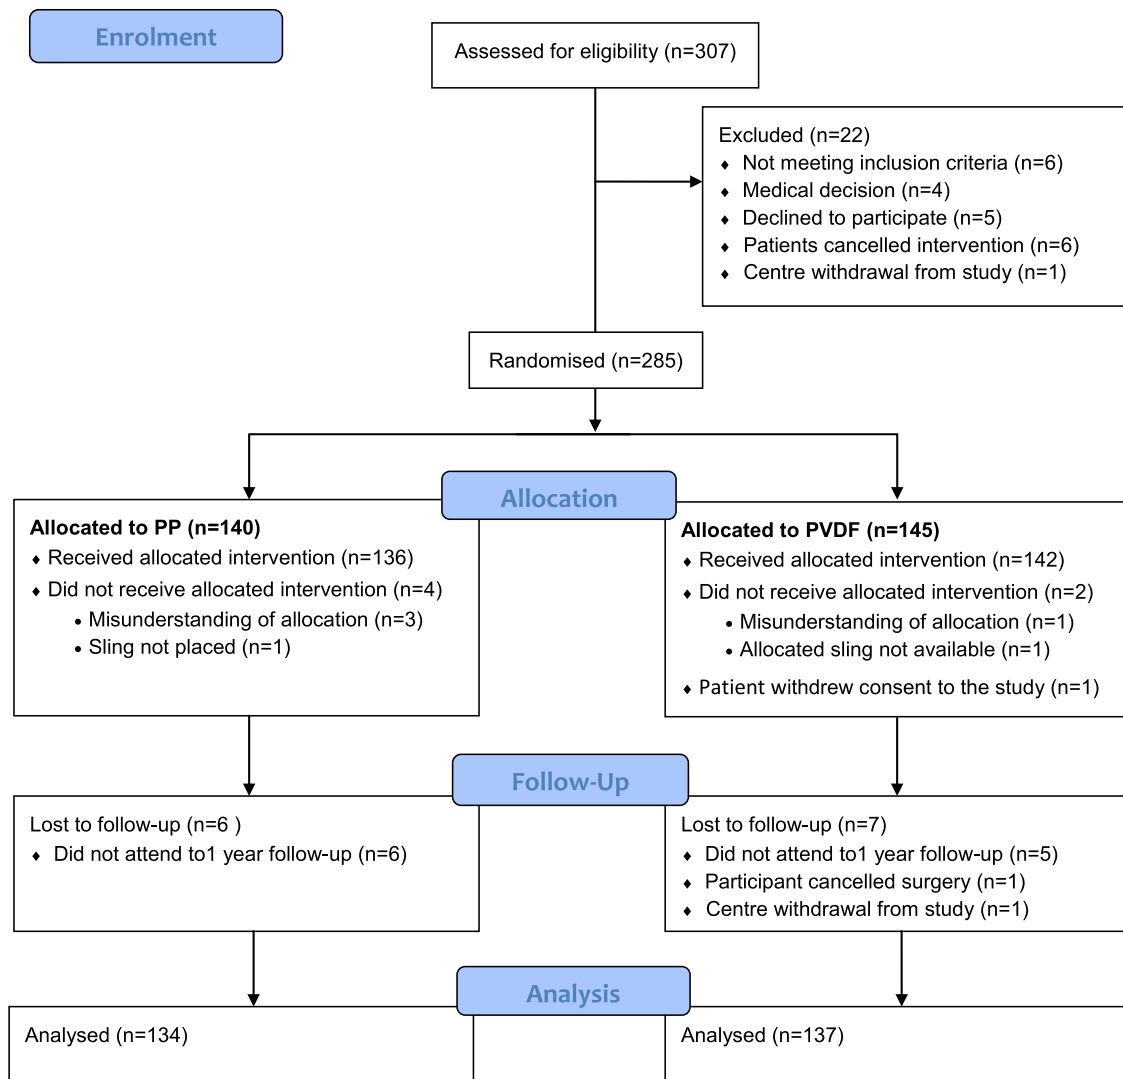 Enrolment
Assessed for eligibility (n=307)
Excluded (n=22)
♦ Not meeting inclusion criteria (n=6)
♦ Medical decision (n=4)
♦ Declined to participate (n=5)
♦ Patients cancelled intervention (n=6)
♦ Centre withdrawal from study (n=1)
Randomised (n=285)
Allocation
Allocated to PP (n=140)
♦ Received allocated intervention (n=136)
♦ Did not receive allocated intervention (n=4)
• Misunderstanding of allocation (n=3)
• Sling not placed (n=1)
Allocated to PVDF (n=145)
♦ Received allocated intervention (n=142)
♦ Did not receive allocated intervention (n=2)
• Misunderstanding of allocation (n=1)
• Allocated sling not available (n=1)
♦ Patient withdrew consent to the study (n=1)
Follow-Up
Lost to follow-up (n=6 )
♦ Did not attend to1 year follow-up (n=6)
Lost to follow-up (n=7)
♦ Did not attend to1 year follow-up (n=5)
♦ Participant cancelled surgery (n=1)
♦ Centre withdrawal from study (n=1)
Analysis
Analysed (n=134)
Analysed (n=137)